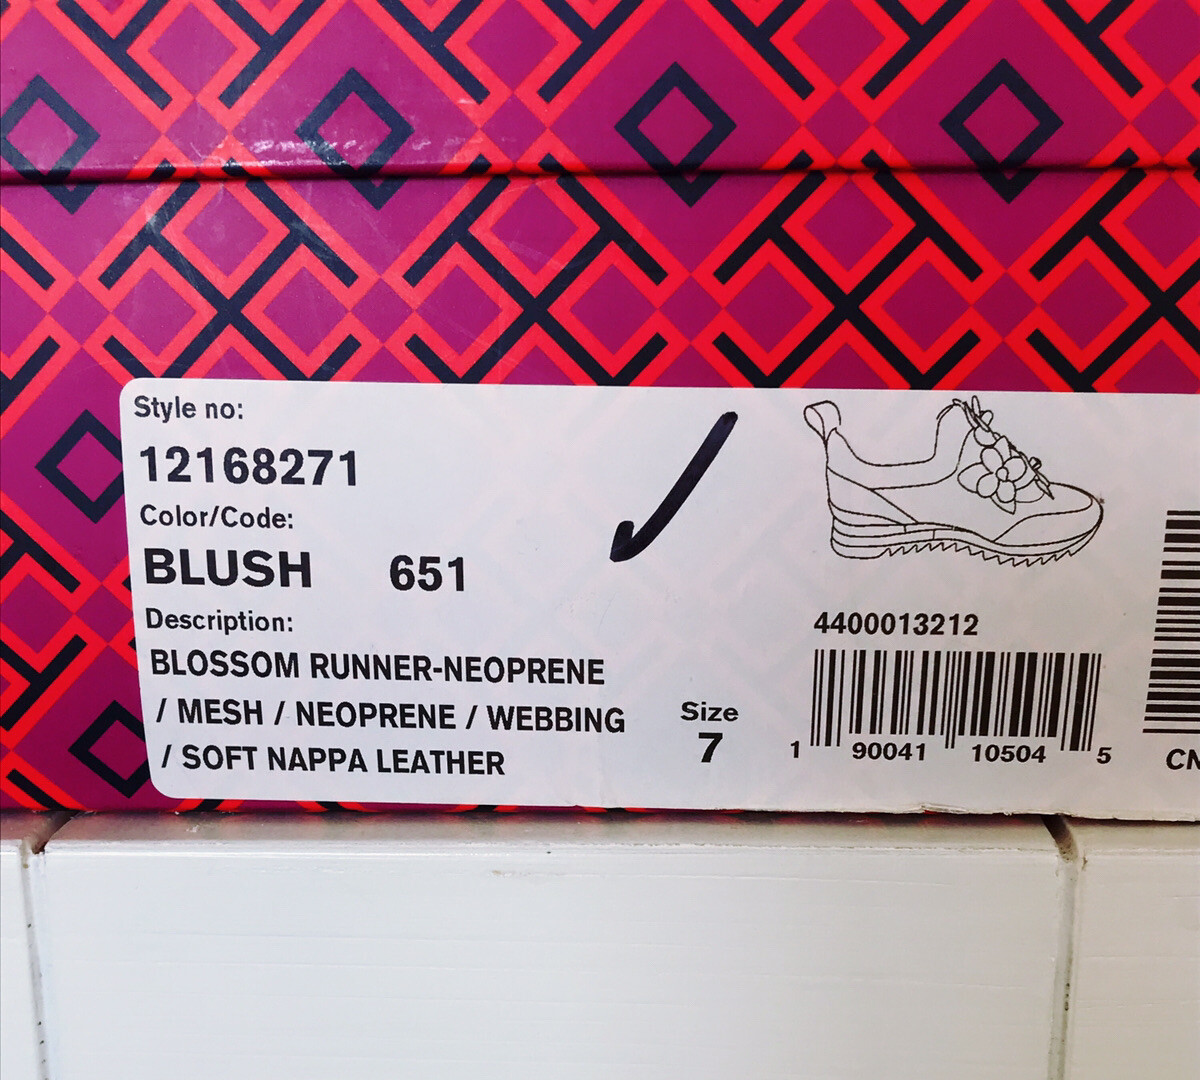 Style no:
12168271
Color/Code:
BLUSH 651
Description:
BLOSSOM RUNNER-NEOPRENE
/ MESH / NEOPRENE / WEBBING
/ SOFT NAPPA LEATHER
Size
7
4400013212
1 90041 10504 5
CN